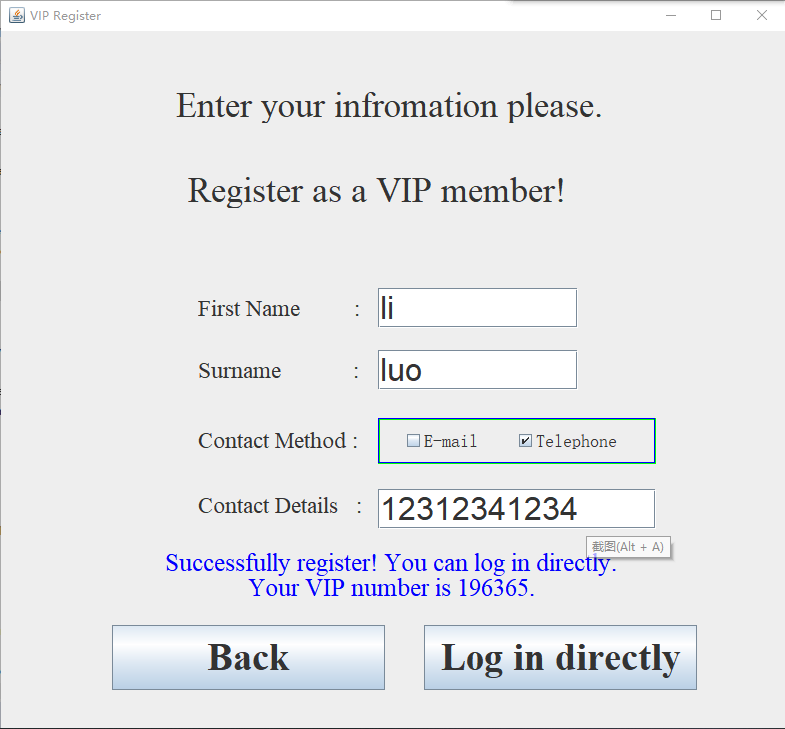 VIP Register
Enter your infromation please.
Register as a VIP member!
First Name : li
Surname : luo
Contact Method : E-mail Telephone
Contact Details : 12312341234
截图(Alt + A)
Successfully register! You can log in directly.
Your VIP number is 196365.
Back Log in directly